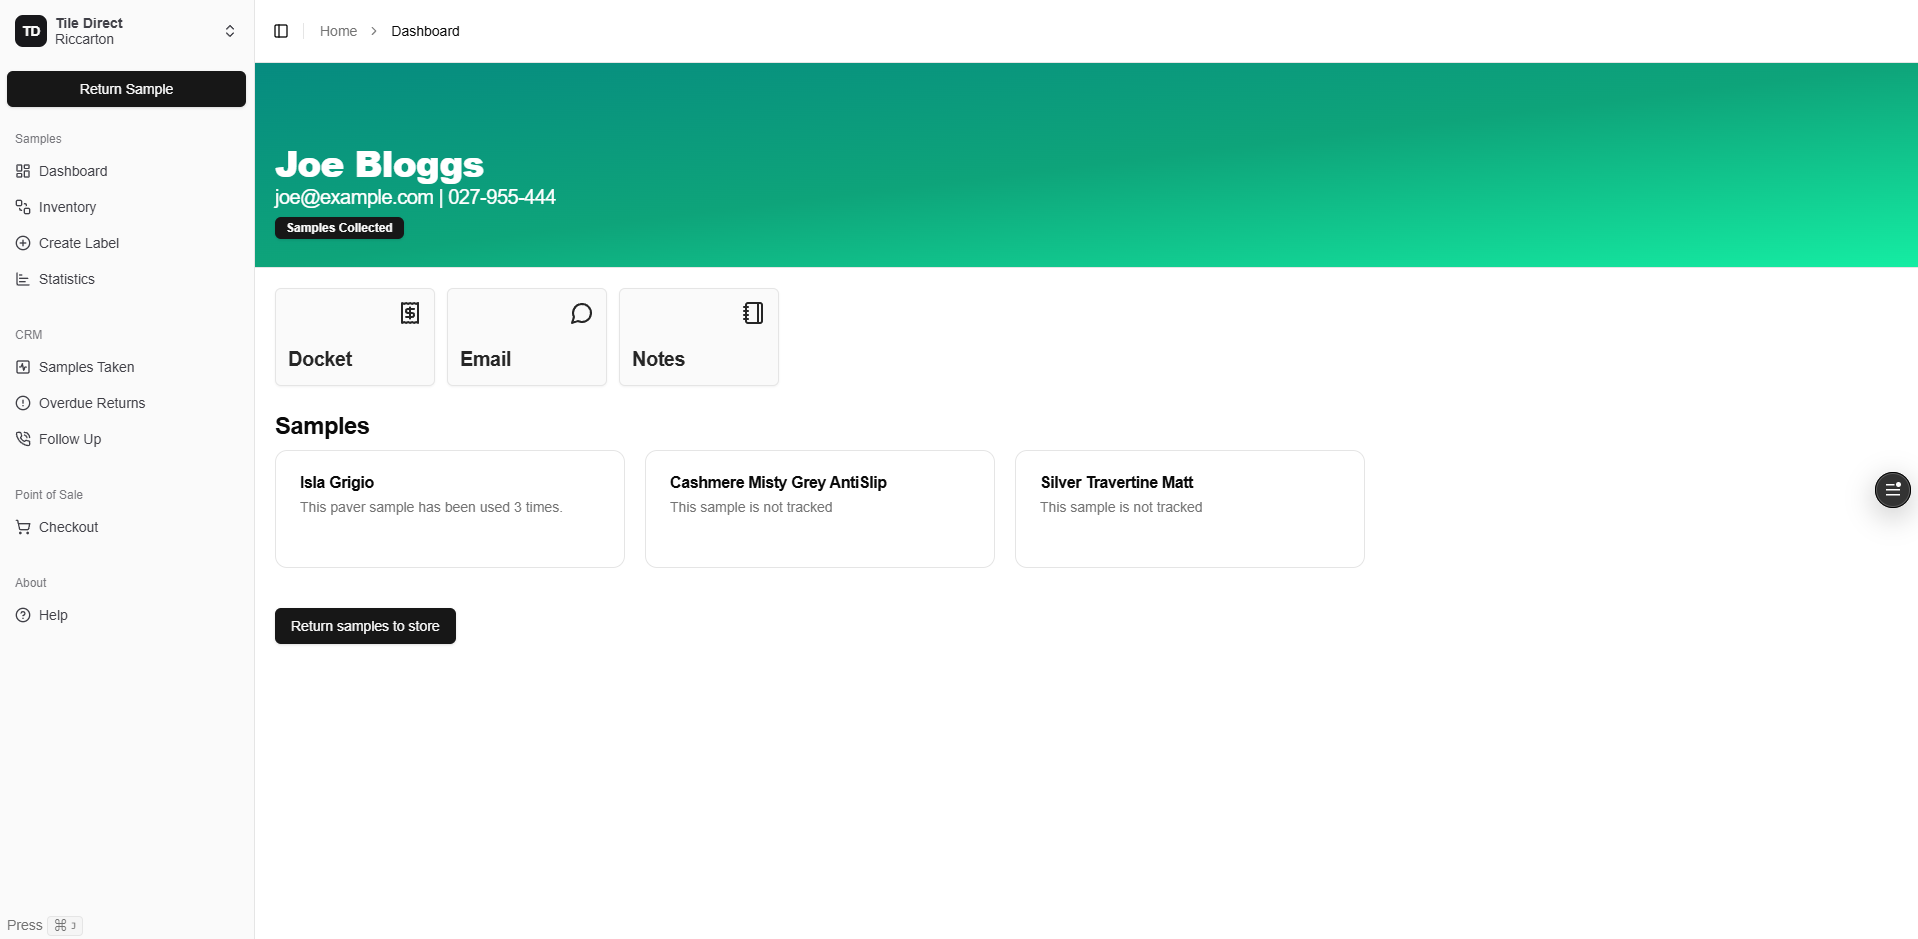 TD
Tile Direct
Riccarton
Return Sample
Samples
Dashboard
Inventory
Create Label
Statistics
CRM
Samples Taken
Overdue Returns
Follow Up
Point of Sale
Checkout
About
Help
Press ⌘ J
Home > Dashboard
Joe Bloggs
joe@example.com | 027-955-444
Samples Collected
Docket
Email
Notes
Samples
Isla Grigio
This paver sample has been used 3 times.
Cashmere Misty Grey AntiSlip
This sample is not tracked
Silver Travertine Matt
This sample is not tracked
Return samples to store